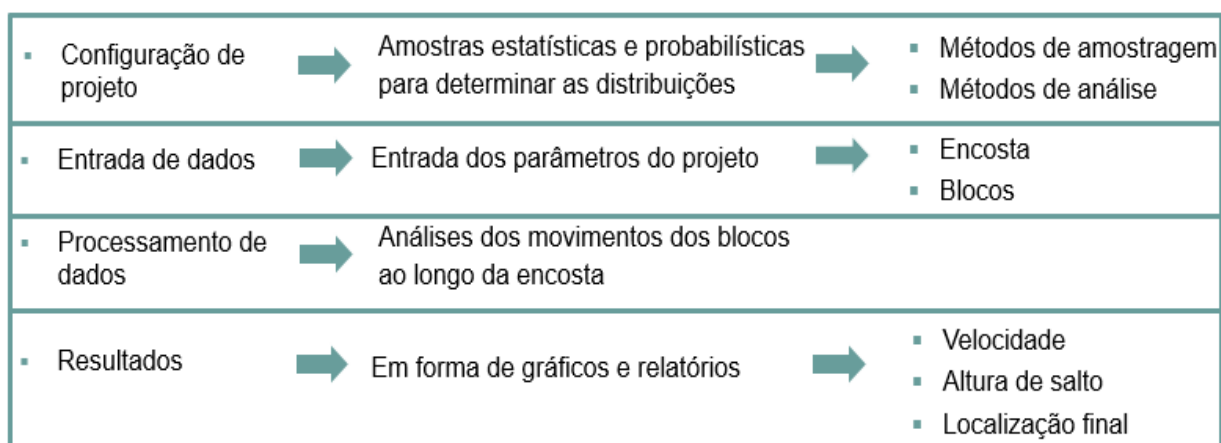 ▪ Configuração de
projeto
Amostras estatísticas e probabilísticas
para determinar as distribuições
▪ Métodos de amostragem
▪ Métodos de análise
▪ Entrada de dados
Entrada dos parâmetros do projeto
▪ Encosta
▪ Blocos
▪ Processamento de
dados
Análises dos movimentos dos blocos
ao longo da encosta
▪ Resultados
Em forma de gráficos e relatórios
▪ Velocidade
▪ Altura de salto
▪ Localização final